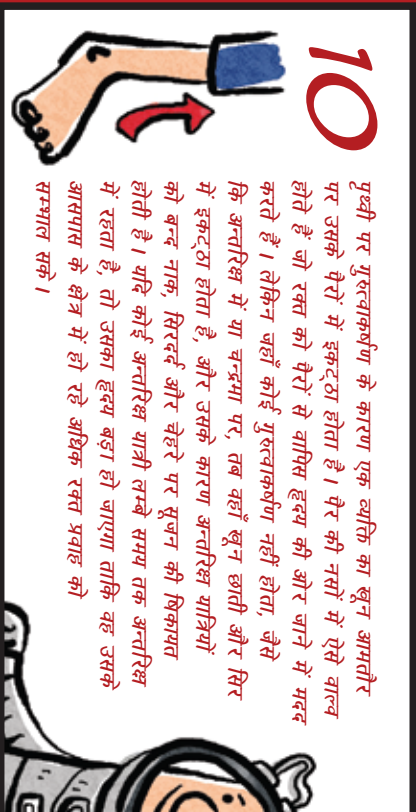 10
पृथ्वी पर गुरुत्वाकर्षण के कारण एक व्यक्ति का खून आमतौर
पर उसके पैरों में इकट्ठा होता है। पैर की नसों में ऐसे वाल्व
होते हैं जो रक्त को पैरों से वापिस हृदय की ओर जाने में मदद
करते हैं। लेकिन जहाँ कोई गुरुत्वाकर्षण नहीं होता, जैसे
कि अन्तरिक्ष में या चन्द्रमा पर, तब वहाँ खून छाती और सिर
में इकट्ठा होता है, और उसके कारण अन्तरिक्ष यात्रियों
को बन्द नाक, सिरदर्द और चेहरे पर सूजन की शिकायत
होती है। यदि कोई अन्तरिक्ष यात्री लम्बे समय तक अन्तरिक्ष
में रहता है, तो उसका हृदय बड़ा हो जाएगा ताकि वह उसके
आसपास के क्षेत्र में हो रहे अधिक रक्त प्रवाह को
सम्भाल सके।